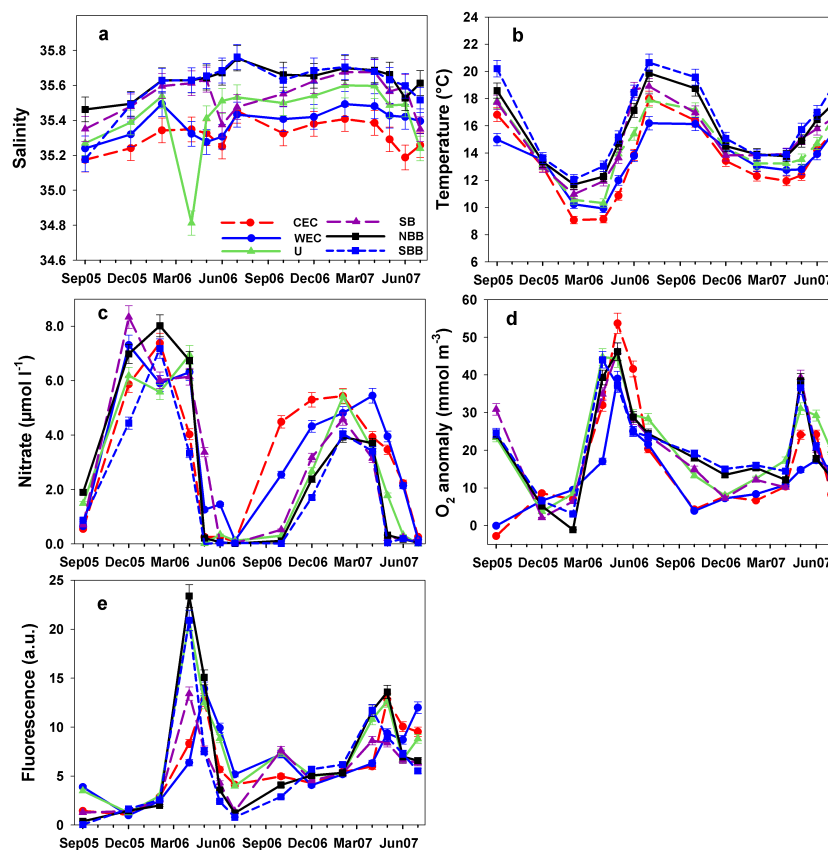 a
Salinity
35.8
35.6
35.4
35.2
35.0
34.8
34.6
CEC SB
WEC NBB
U SBB
Sep05 Dec05 Mar06 Jun06 Sep06 Dec06 Mar07 Jun07
b
Temperature (°C)
24
22
20
18
16
14
12
10
8
6
Sep05 Dec05 Mar06 Jun06 Sep06 Dec06 Mar07 Jun07
c
Nitrate (µmol l⁻¹)
8.0
6.0
4.0
2.0
0.0
Sep05 Dec05 Mar06 Jun06 Sep06 Dec06 Mar07 Jun07
d
O₂ anomaly (mmol m⁻³)
60
50
40
30
20
10
0
Sep05 Dec05 Mar06 Jun06 Sep06 Dec06 Mar07 Jun07
e
Fluorescence (a.u.)
25
20
15
10
5
0
Sep05 Dec05 Mar06 Jun06 Sep06 Dec06 Mar07 Jun07